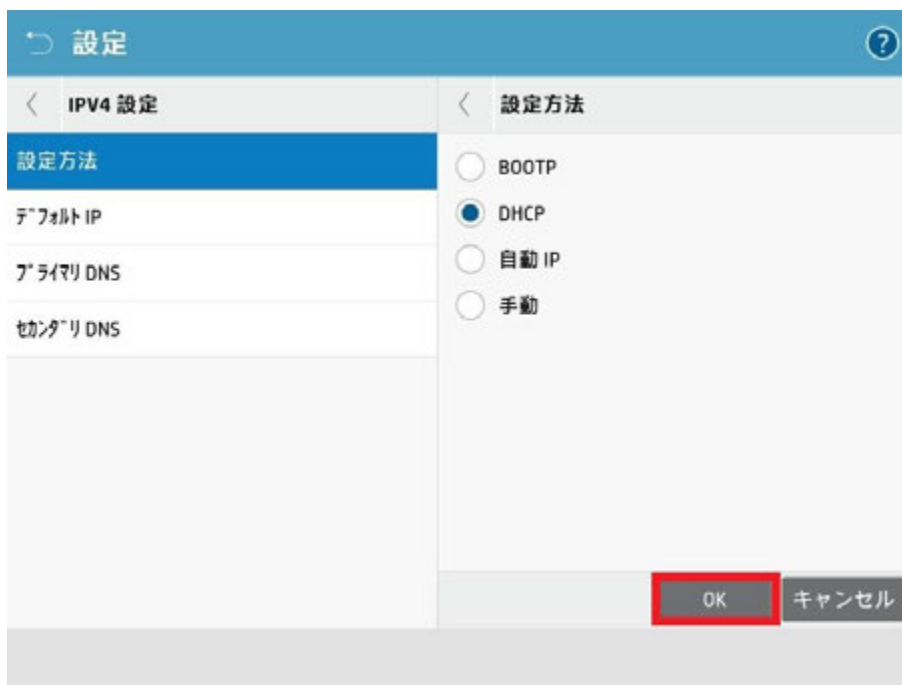 設定
?
IPV4 設定
設定方法
ﾃﾞﾌｫﾙﾄ IP
ﾌﾟﾗｲﾏﾘ DNS
ｾｶﾝﾀﾞﾘ DNS
設定方法
BOOTP
DHCP
自動 IP
手動
OK
キャンセル